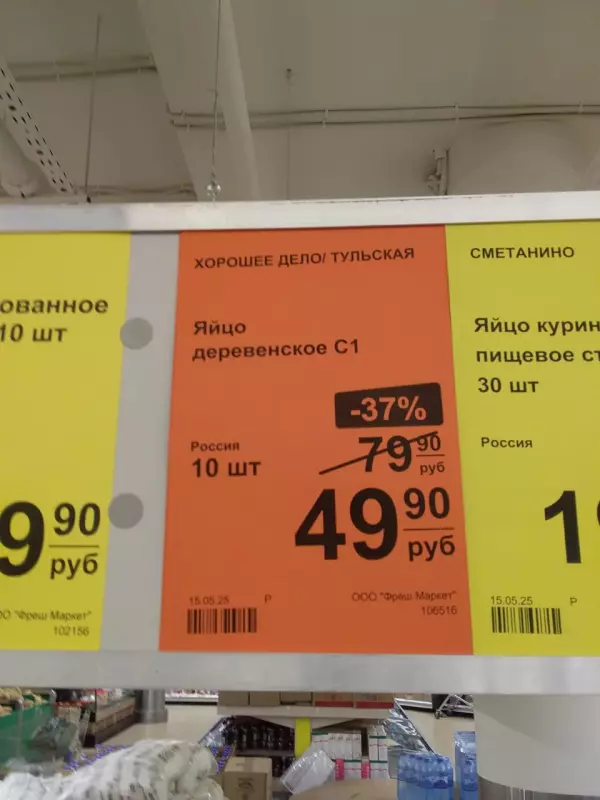 ованное
10 шт
9 90
руб
ОО "Фреш Маркет"
102156
ХОРОШЕЕ ДЕЛО/ ТУЛЬСКАЯ
Яйцо
деревенское С1
-37%
Россия
79 90
руб
10 шт
49 90
руб
15.05.25 Р
ООО "Фреш Маркет"
106516
СМЕТАНИНО
Яйцо курин
пищевое ст
30 шт
Россия
1
15.05.25 Р